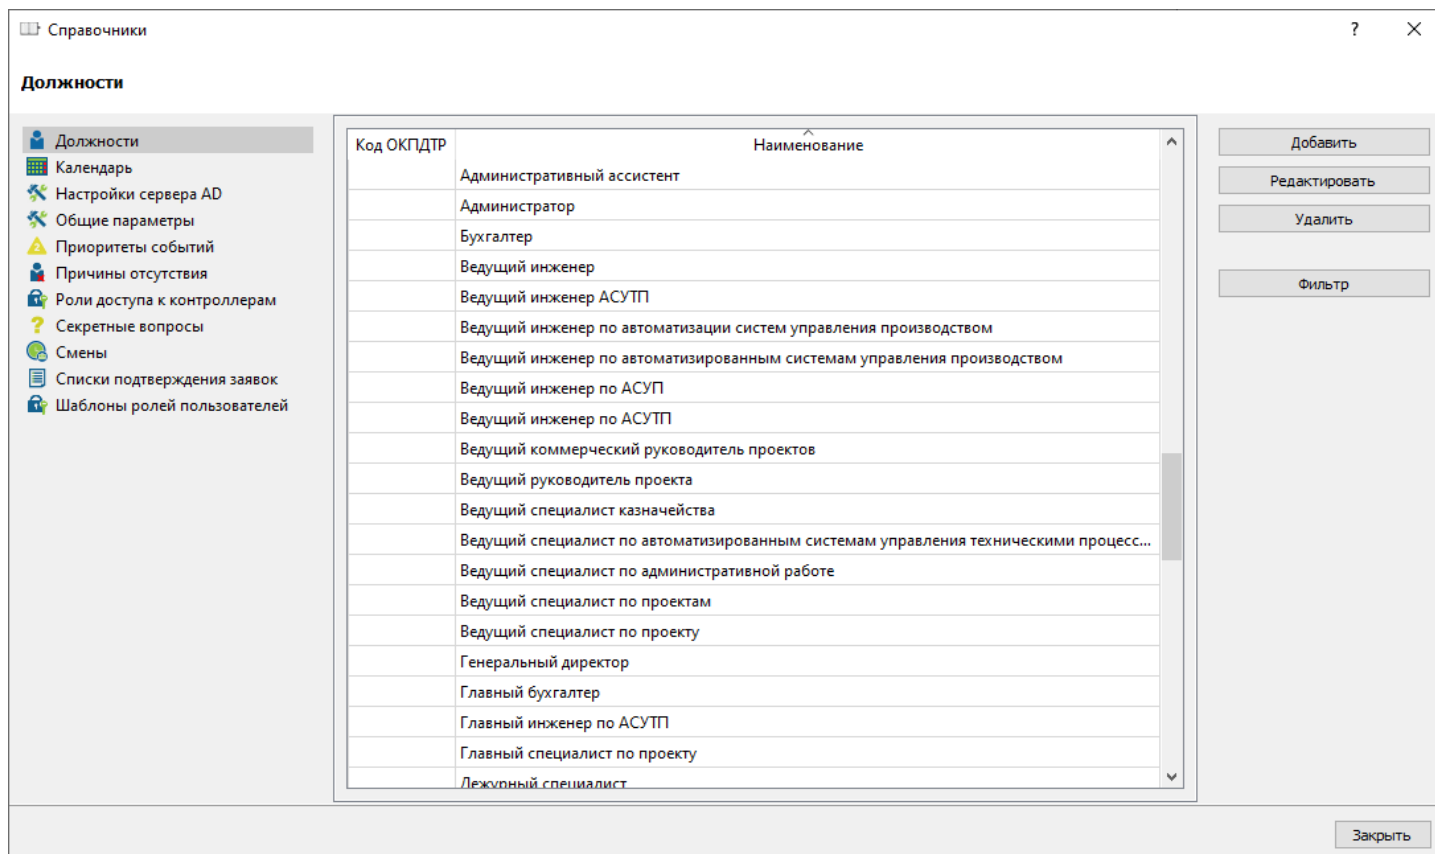 Справочники
?
Должности
Должности
Календарь
Настройки сервера AD
Общие параметры
Приоритеты событий
Причины отсутствия
Роли доступа к контроллерам
Секретные вопросы
Смены
Списки подтверждения заявок
Шаблоны ролей пользователей
Код ОКПДТР Наименование
Административный ассистент
Администратор
Бухгалтер
Ведущий инженер
Ведущий инженер АСУТП
Ведущий инженер по автоматизации систем управления производством
Ведущий инженер по автоматизированным системам управления производством
Ведущий инженер по АСУП
Ведущий инженер по АСУТП
Ведущий коммерческий руководитель проектов
Ведущий руководитель проекта
Ведущий специалист казначейства
Ведущий специалист по автоматизированным системам управления техническими процесс...
Ведущий специалист по административной работе
Ведущий специалист по проектам
Ведущий специалист по проекту
Генеральный директор
Главный бухгалтер
Главный инженер по АСУТП
Главный специалист по проекту
Дежурный специалист
Добавить
Редактировать
Удалить
Фильтр
Закрыть